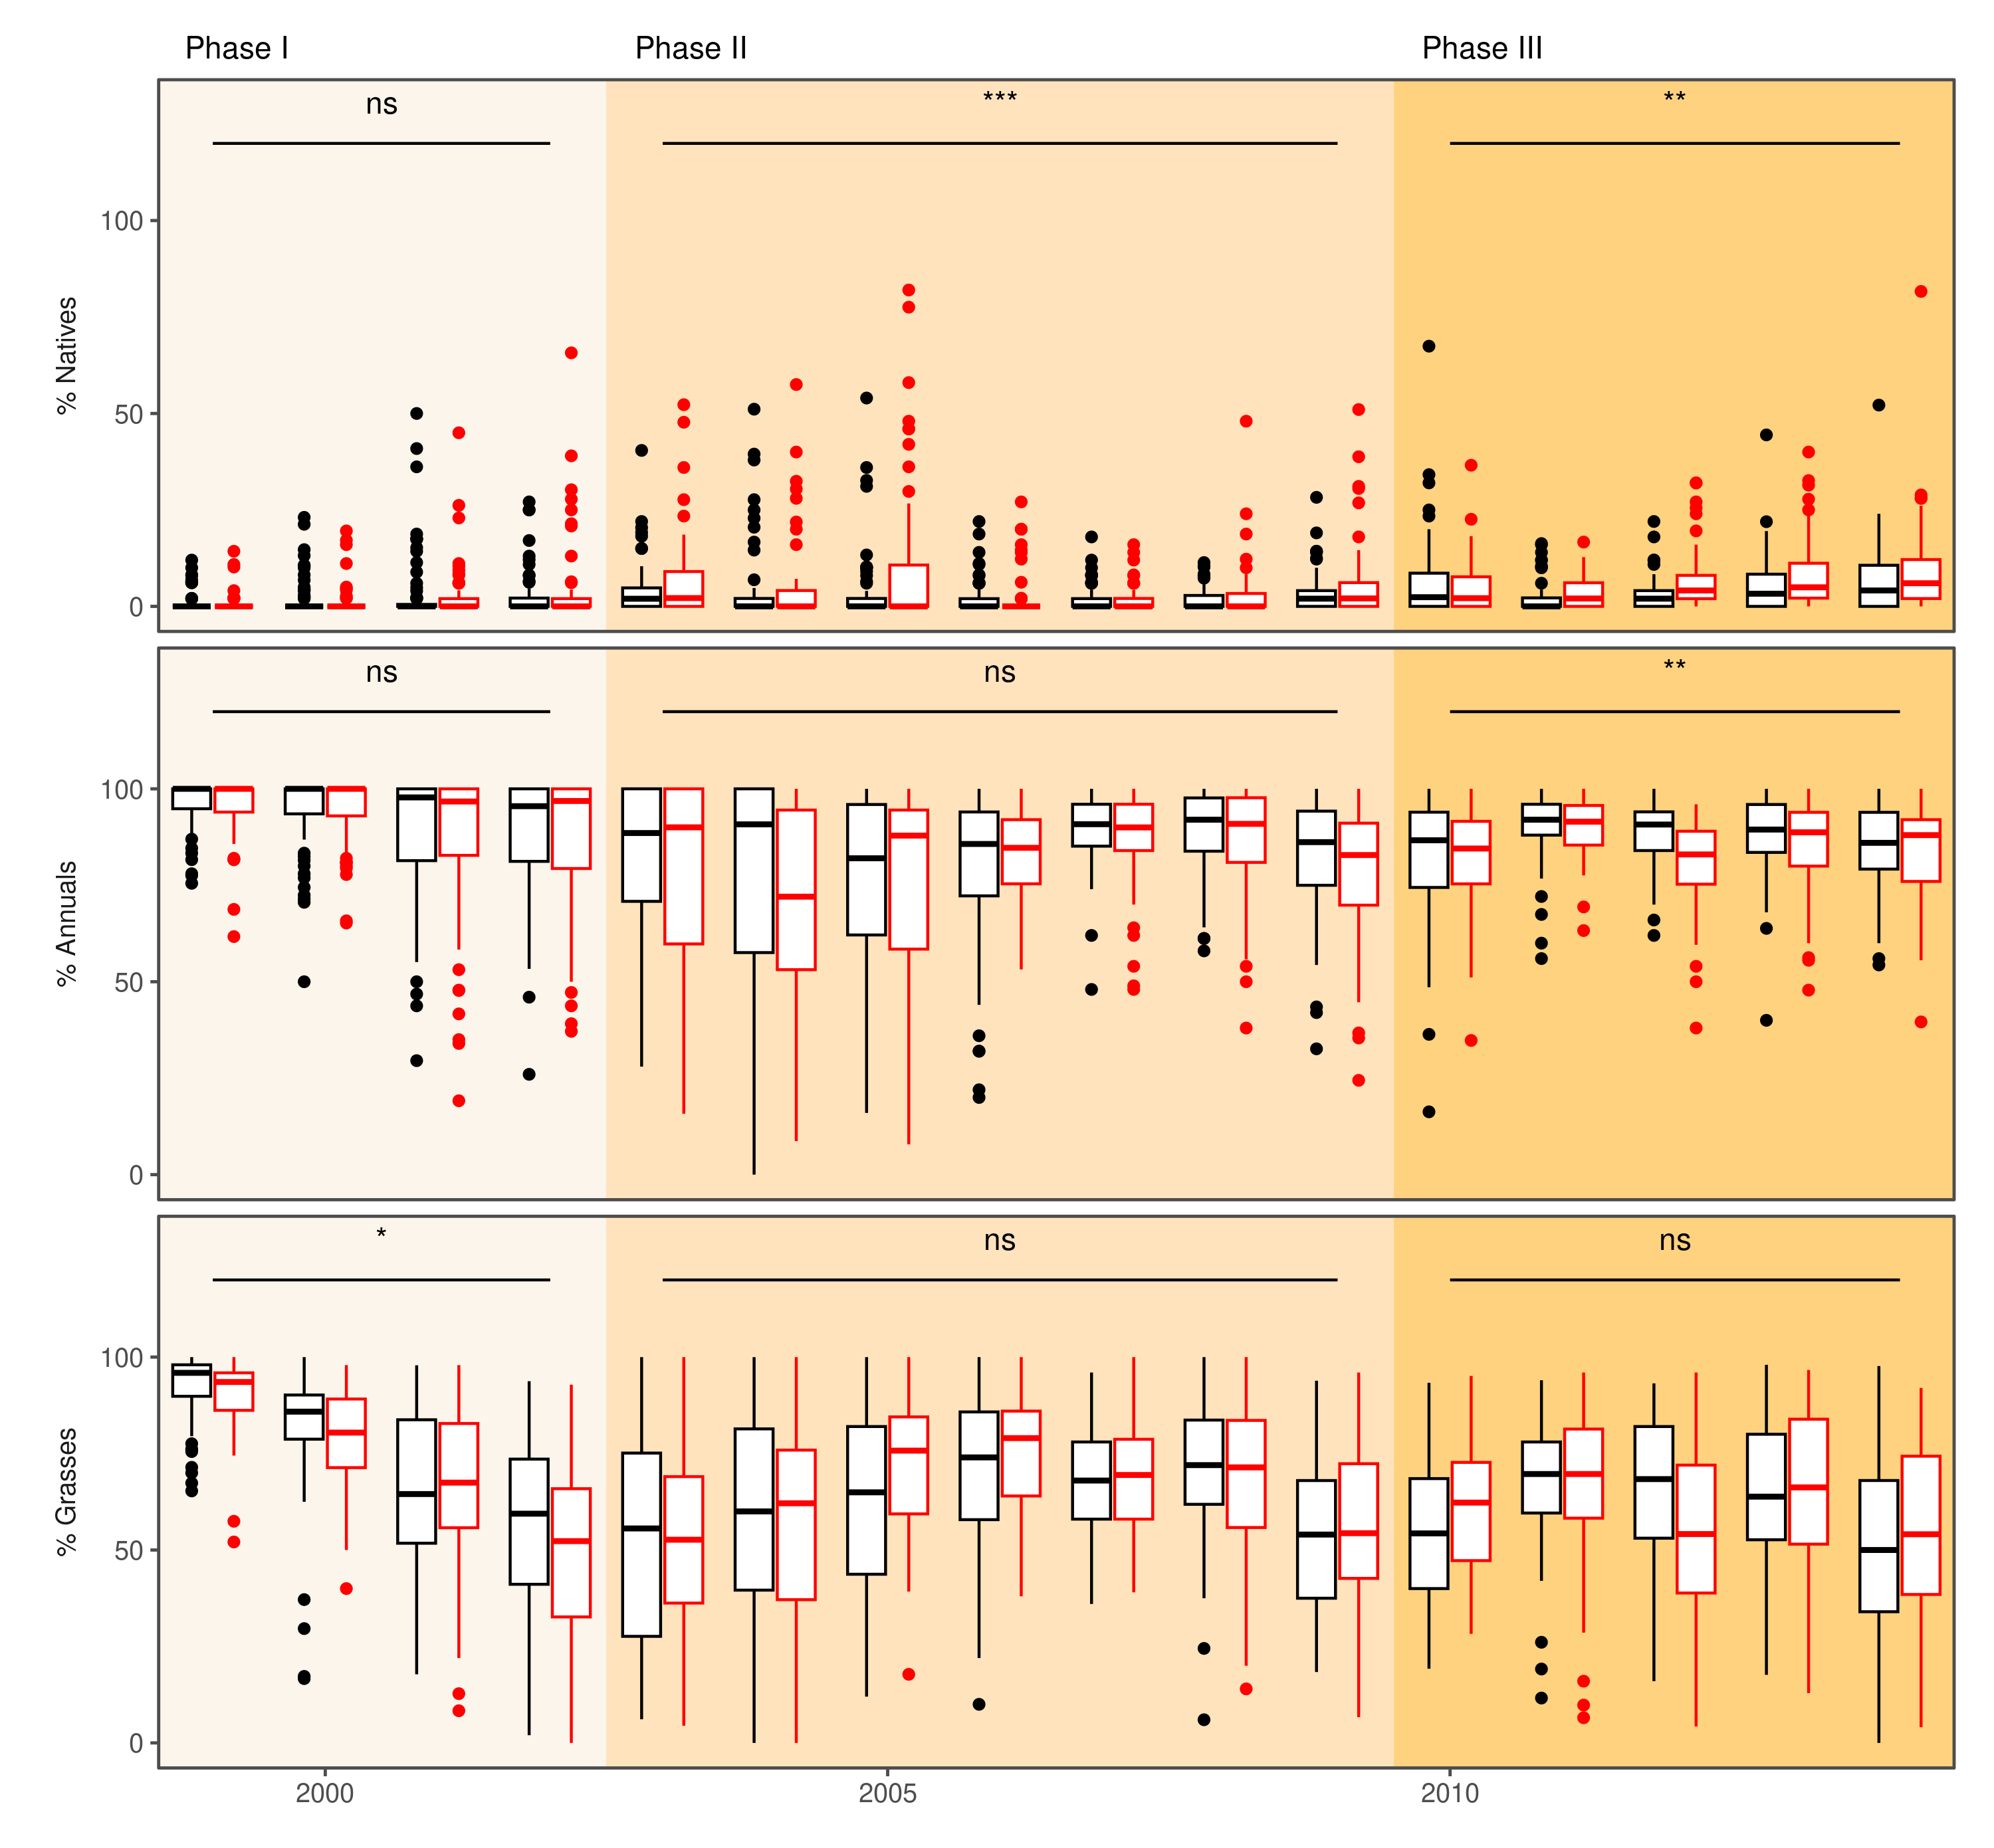 Phase I Phase II Phase III
ns *** **
100
50
0
% Natives
ns ns **
100
50
0
% Annuals
* ns ns
100
50
0
% Grasses
2000 2005 2010